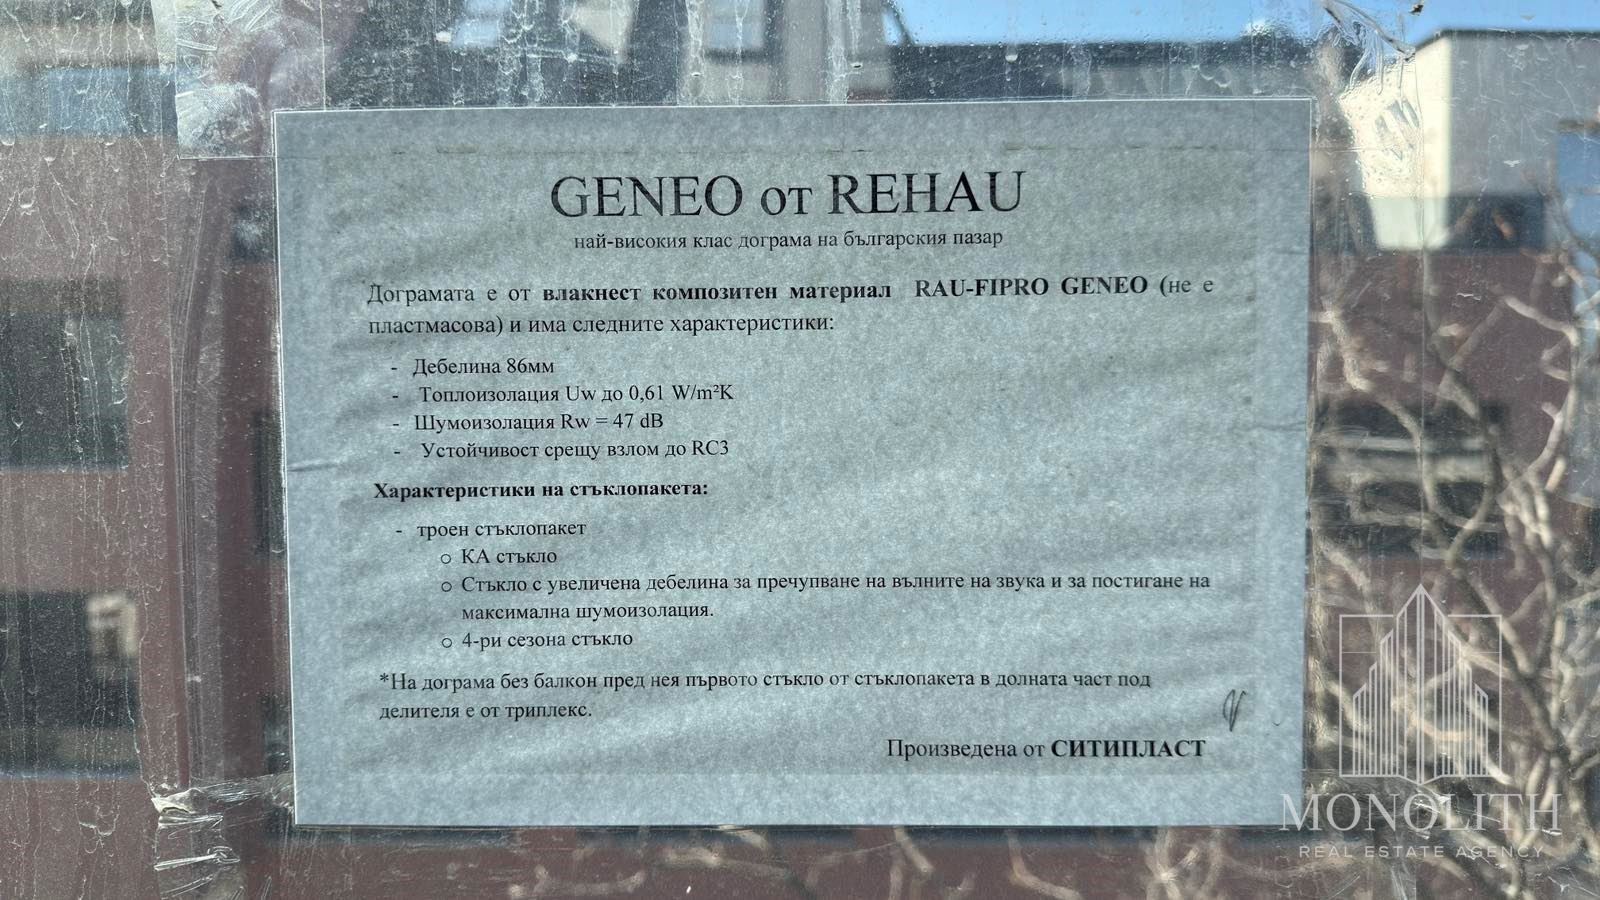 GENEO от REHAU
най-високия клас дограма на българския пазар
Дограмата е от влакнест композитен материал RAU-FIPRO GENEO (не е
пластмасова) и има следните характеристики:
- Дебелина 86мм
- Топлоизолация Uw до 0,61 W/m²K
- Шумоизолация Rw = 47 dB
- Устойчивост срещу взлом до RC3
Характеристики на стъклопакета:
- троен стъклопакет
o КА стъкло
o Стъкло с увеличена дебелина за пречупване на вълните на звука и за постигане на
максимална шумоизолация.
o 4-ри сезона стъкло
*На дограма без балкон пред нея първото стъкло от стъклопакета в долната част под
делителя е от триплекс.
Произведена от СИТИПЛАСТ
MONOLITH
REAL ESTATE AGENCY